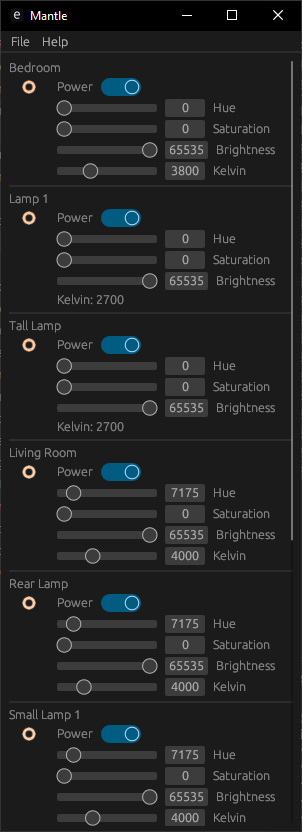 e Mantle
File Help
Bedroom
Power
0 Hue
0 Saturation
65535 Brightness
3800 Kelvin
Lamp 1
Power
0 Hue
0 Saturation
65535 Brightness
Kelvin: 2700
Tall Lamp
Power
0 Hue
0 Saturation
65535 Brightness
Kelvin: 2700
Living Room
Power
7175 Hue
0 Saturation
65535 Brightness
4000 Kelvin
Rear Lamp
Power
7175 Hue
0 Saturation
65535 Brightness
4000 Kelvin
Small Lamp 1
Power
7175 Hue
0 Saturation
65535 Brightness
4000 Kelvin